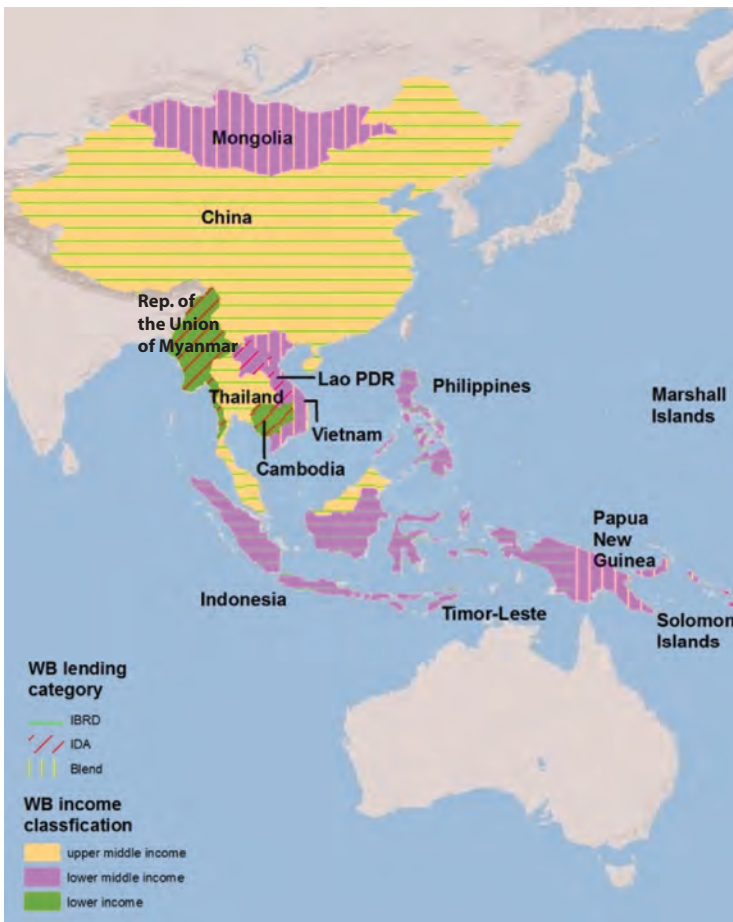 Mongolia
China
Rep. of
the Union
of Myanmar
Lao PDR
Philippines
Thailand
Marshall
Islands
Vietnam
Cambodia
Papua
New
Guinea
Indonesia
Timor-Leste
Solomon
Islands
WB lending
category
IBRD
IDA
Blend
WB income
classfication
upper middle income
lower middle income
lower income